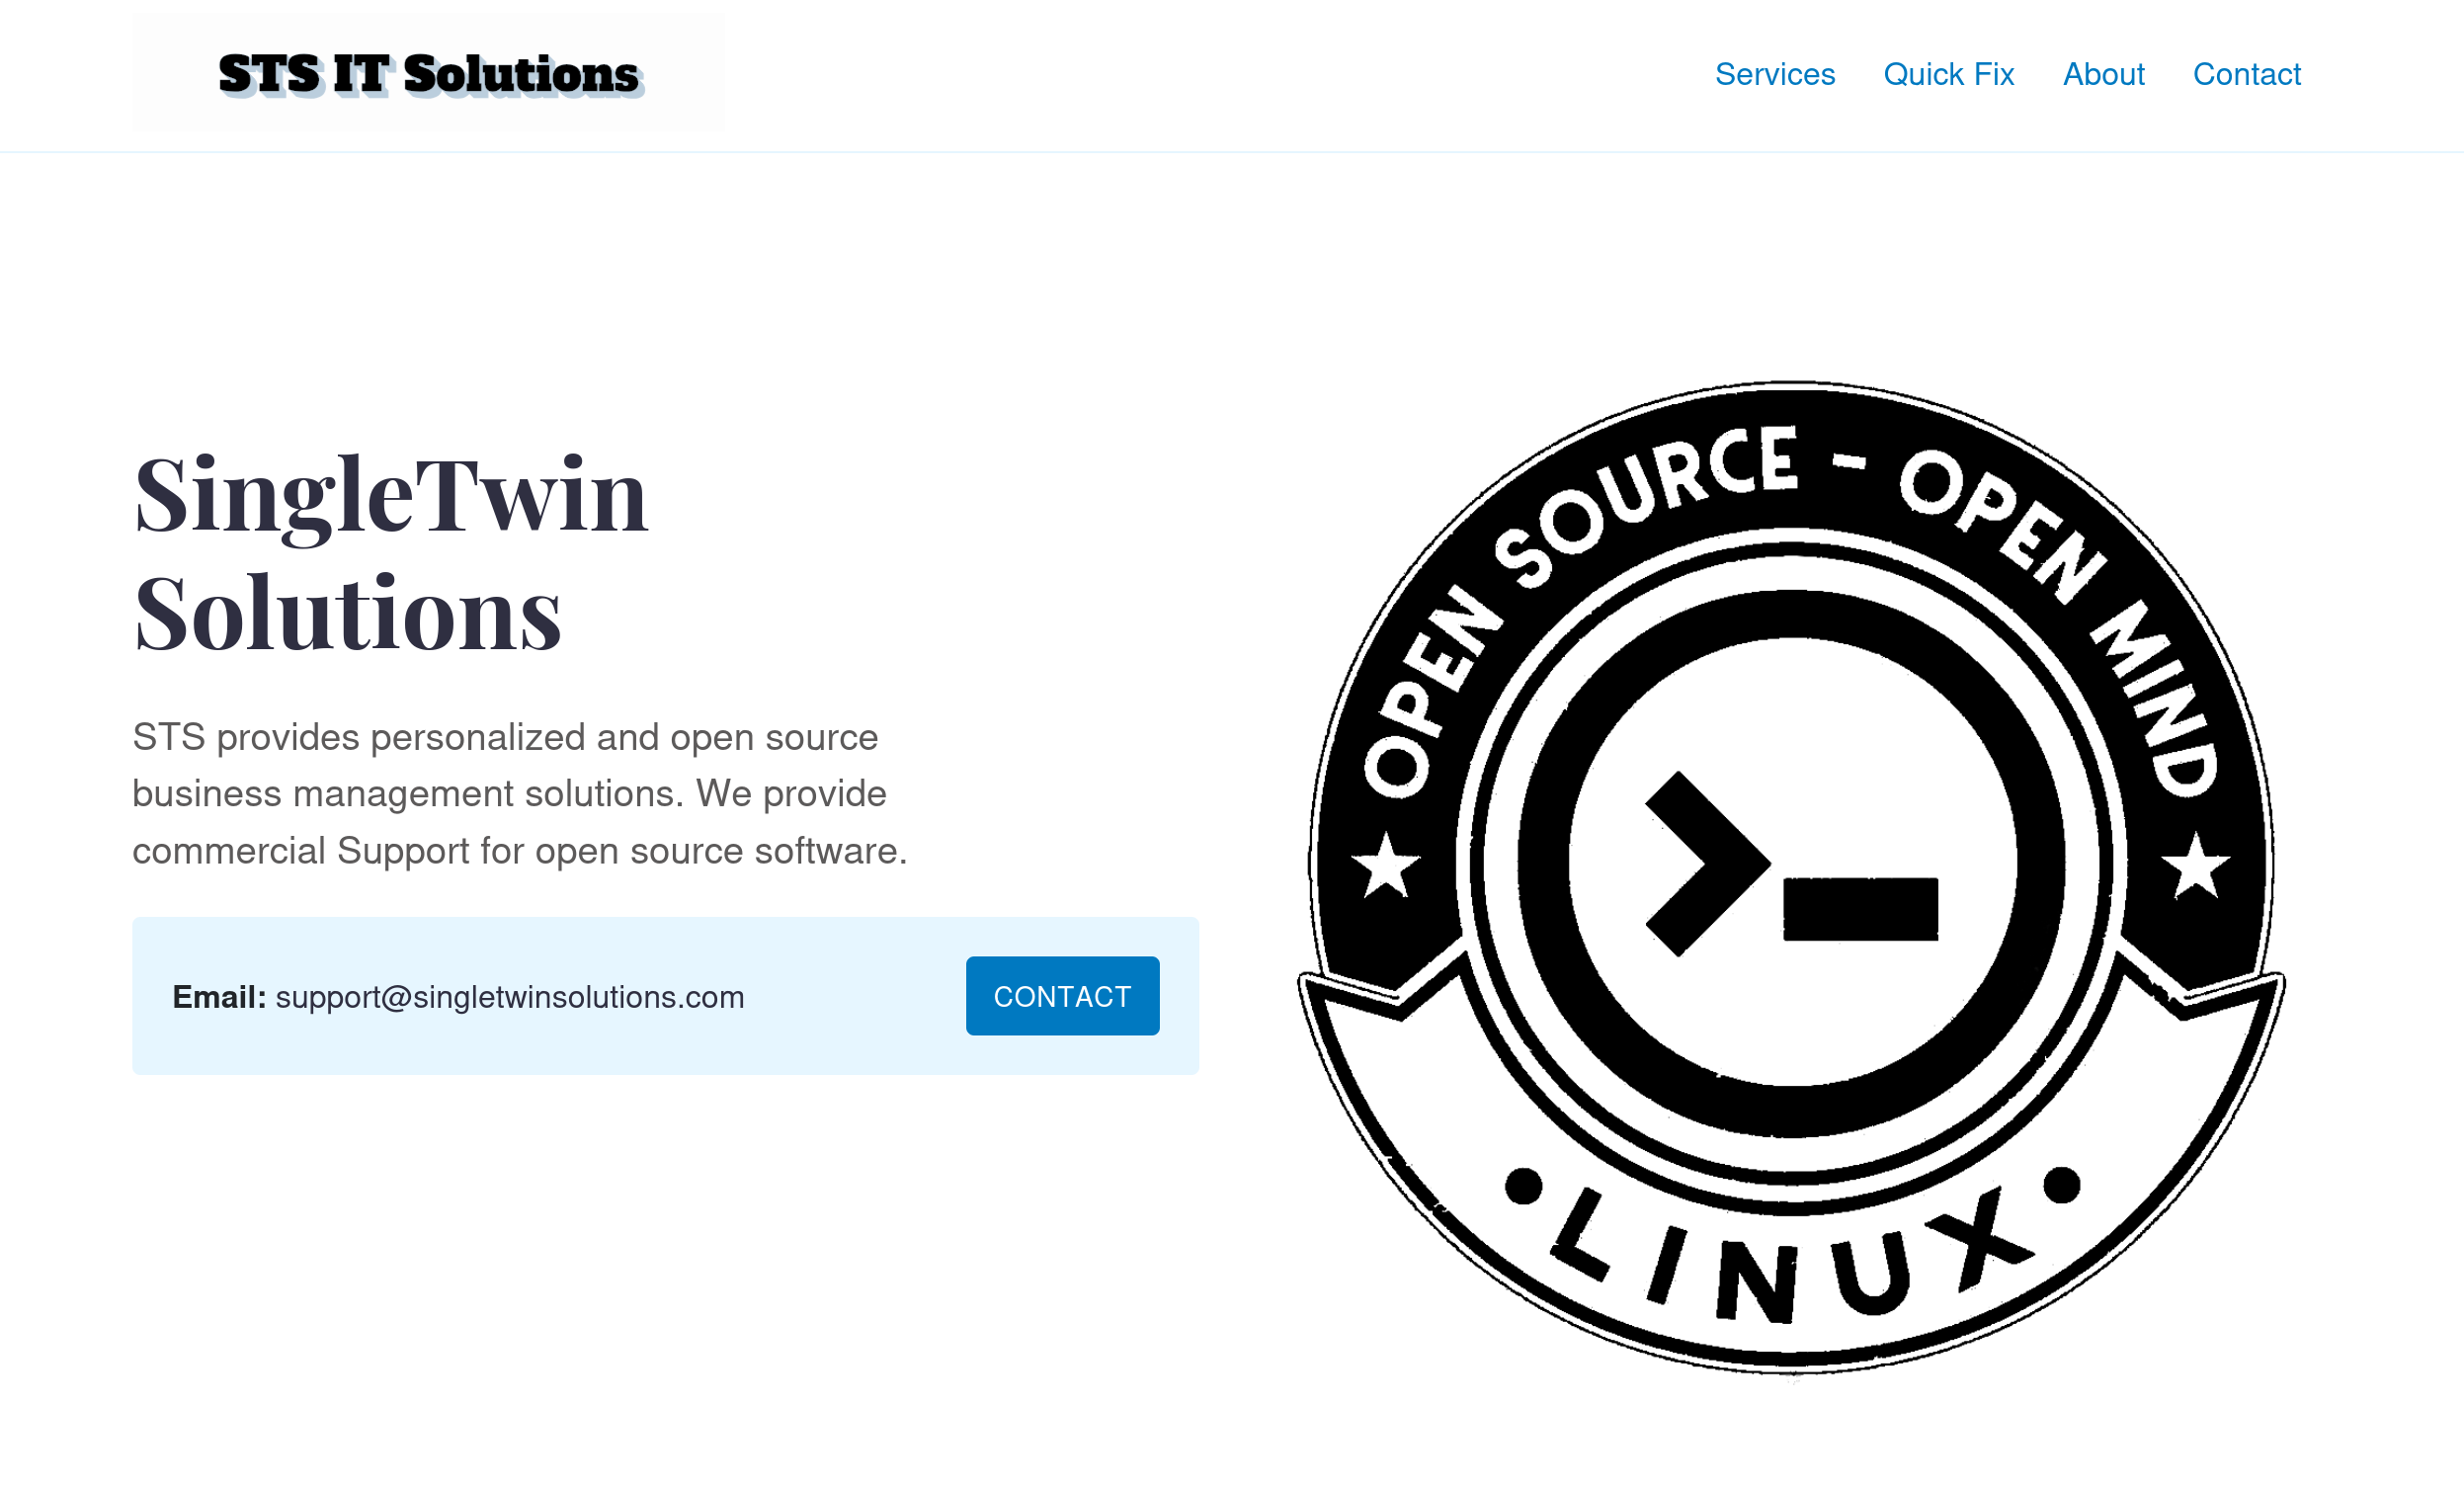 STS IT Solutions
Services Quick Fix About Contact
SingleTwin
Solutions
STS provides personalized and open source
business management solutions. We provide
commercial Support for open source software.
Email: support@singletwinsolutions.com
CONTACT
OPEN SOURCE - OPEN MIND
>_
LINUX